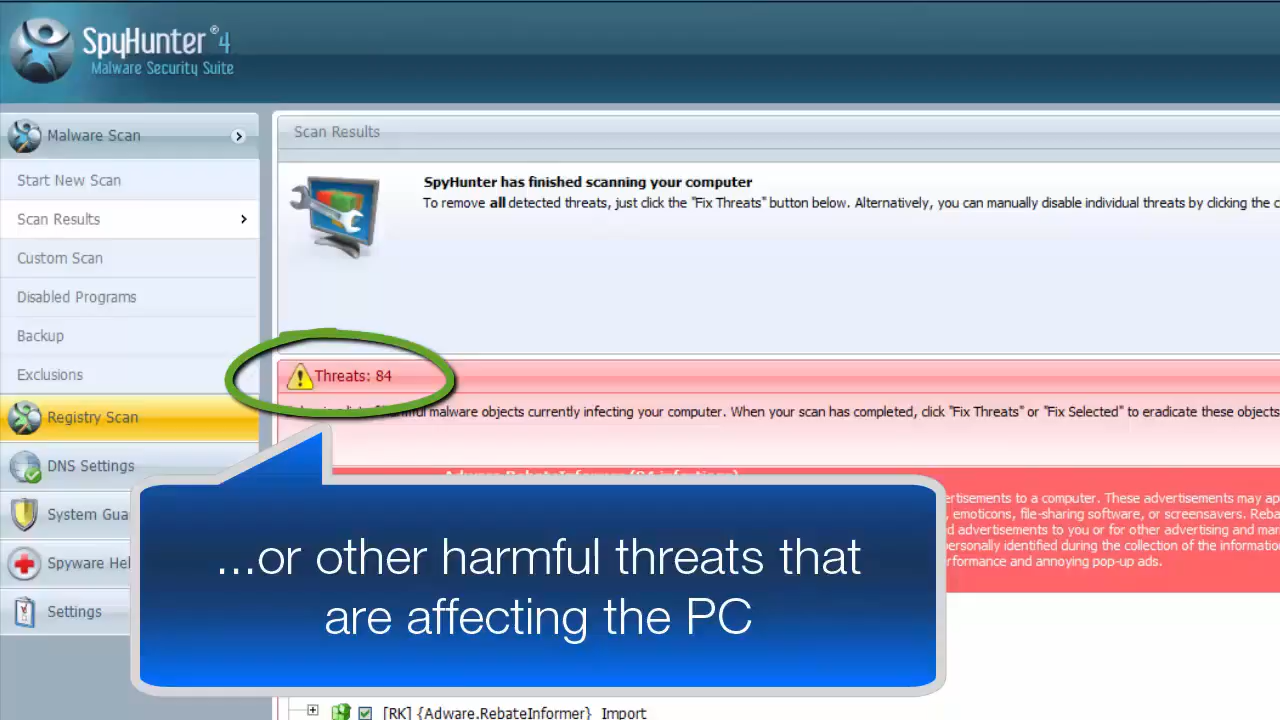 SpyHunter®4
Malware Security Suite
Malware Scan
Start New Scan
Scan Results
Custom Scan
Disabled Programs
Backup
Exclusions
Registry Scan
DNS Settings
System Gua
Spyware Hel
Settings
Scan Results
SpyHunter has finished scanning your computer
To remove all detected threats, just click the "Fix Threats" button below. Alternatively, you can manually disable individual threats by clicking the c
Threats: 84
malware objects currently infecting your computer. When your scan has completed, click "Fix Threats" or "Fix Selected" to eradicate these objects
Adware.RebateInformer (84 infections)
ertisements to a computer. These advertisements may ap
, emoticons, file-sharing software, or screensavers. Reba
d advertisements to you or for other advertising and mar
ersonally identified during the collection of the informatio
rformance and annoying pop-up ads.
...or other harmful threats that
are affecting the PC
[RK] {Adware.RebateInformer} Import